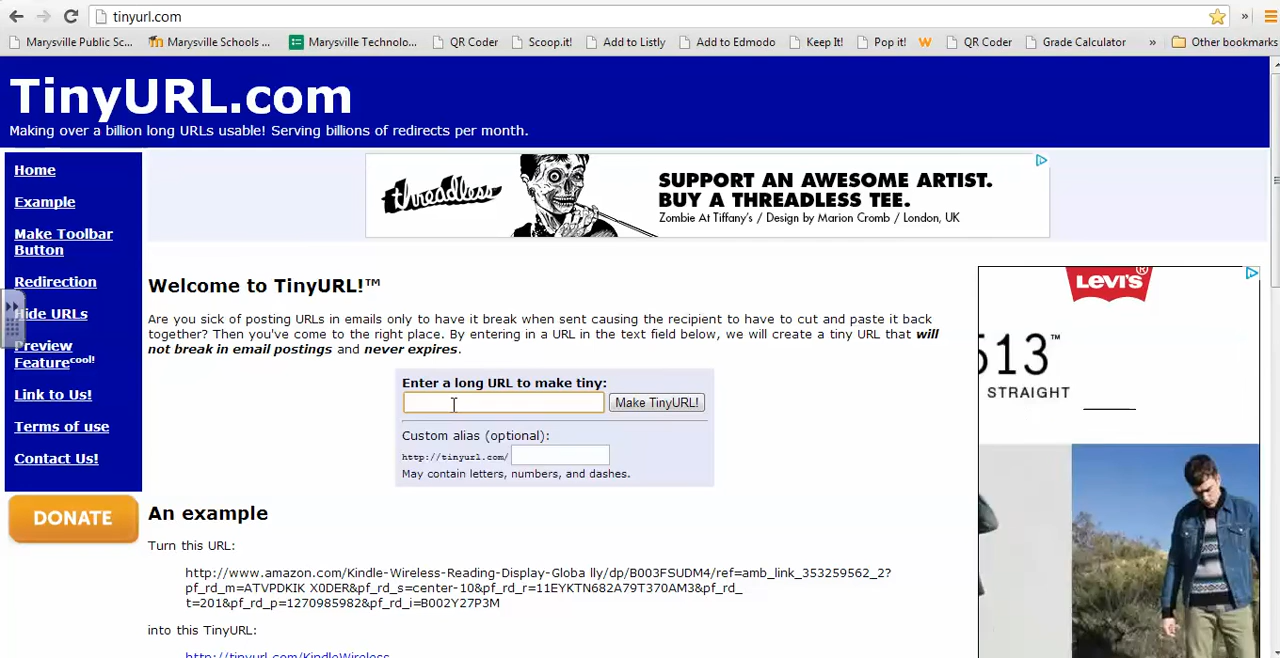 tinyurl.com
»
Marysville Public Sc...
Marysville Schools ...
Marysville Technolo...
QR Coder
Scoop.it!
Add to Listly
Add to Edmodo
Keep It!
Pop it!
QR Coder
Grade Calculator
»
Other bookmarks
TinyURL.com
Making over a billion long URLs usable! Serving billions of redirects per month.
Home
Example
Make Toolbar
Button
Redirection
Hide URLs
Preview
Feature cool!
Link to Us!
Terms of use
Contact Us!
DONATE
threadless
SUPPORT AN AWESOME ARTIST.
BUY A THREADLESS TEE.
Zombie At Tiffany's / Design by Marion Cromb / London, UK
Welcome to TinyURL!™
Are you sick of posting URLs in emails only to have it break when sent causing the recipient to have to cut and paste it back
together? Then you've come to the right place. By entering in a URL in the text field below, we will create a tiny URL that will
not break in email postings and never expires.
Enter a long URL to make tiny:
Make TinyURL!
Custom alias (optional):
http://tinyurl.com/
May contain letters, numbers, and dashes.
An example
Turn this URL:
http://www.amazon.com/Kindle-Wireless-Reading-Display-Globa lly/dp/B003FSUDM4/ref=amb_link_353259562_2?
pf_rd_m=ATVPDKIK X0DER&pf_rd_s=center-10&pf_rd_r=11EYKTN682A79T370AM3&pf_rd_
t=201&pf_rd_p=1270985982&pf_rd_i=B002Y27P3M
into this TinyURL:
http://tinyurl.com/KindleWireless
LEVI'S®
513™
STRAIGHT